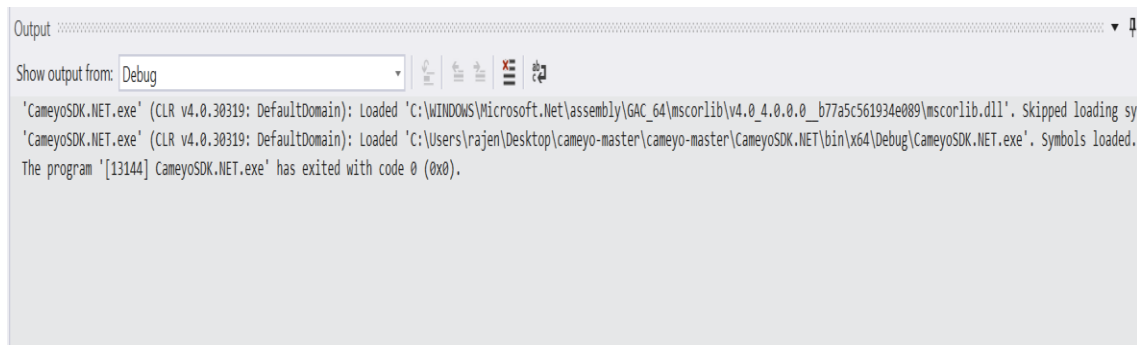 Output
Show output from: Debug
'CameyoSDK.NET.exe' (CLR v4.0.30319: DefaultDomain): Loaded 'C:\WINDOWS\Microsoft.Net\assembly\GAC_64\mscorlib\v4.0_4.0.0.0__b77a5c561934e089\mscorlib.dll'. Skipped loading sy
'CameyoSDK.NET.exe' (CLR v4.0.30319: DefaultDomain): Loaded 'C:\Users\rajen\Desktop\cameyo-master\cameyo-master\CameyoSDK.NET\bin\x64\Debug\CameyoSDK.NET.exe'. Symbols loaded.
The program '[13144] CameyoSDK.NET.exe' has exited with code 0 (0x0).